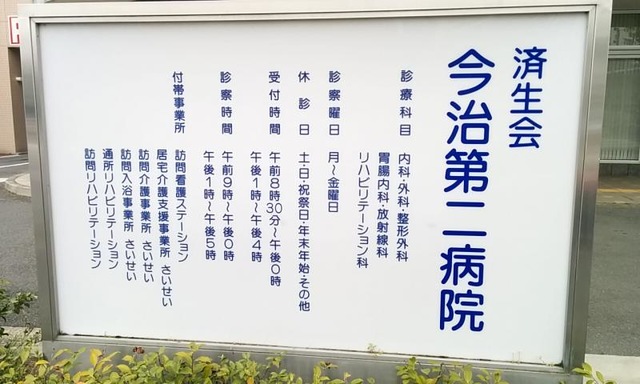 済生会
今治第二病院
診療科目 内科・外科・整形外科
胃腸内科・放射線科
リハビリテーション科
診察曜日 月〜金曜日
休診日 土・日・祝祭日・年末年始・その他
受付時間 午前8時30分〜午後0時
午後1時〜午後4時
診察時間 午前9時〜午後0時
午後1時〜午後5時
付帯事業所 訪問看護ステーション
居宅介護支援事業所 さいせい
訪問介護事業所 さいせい
訪問入浴事業所 さいせい
通所リハビリテーション
訪問リハビリテーション